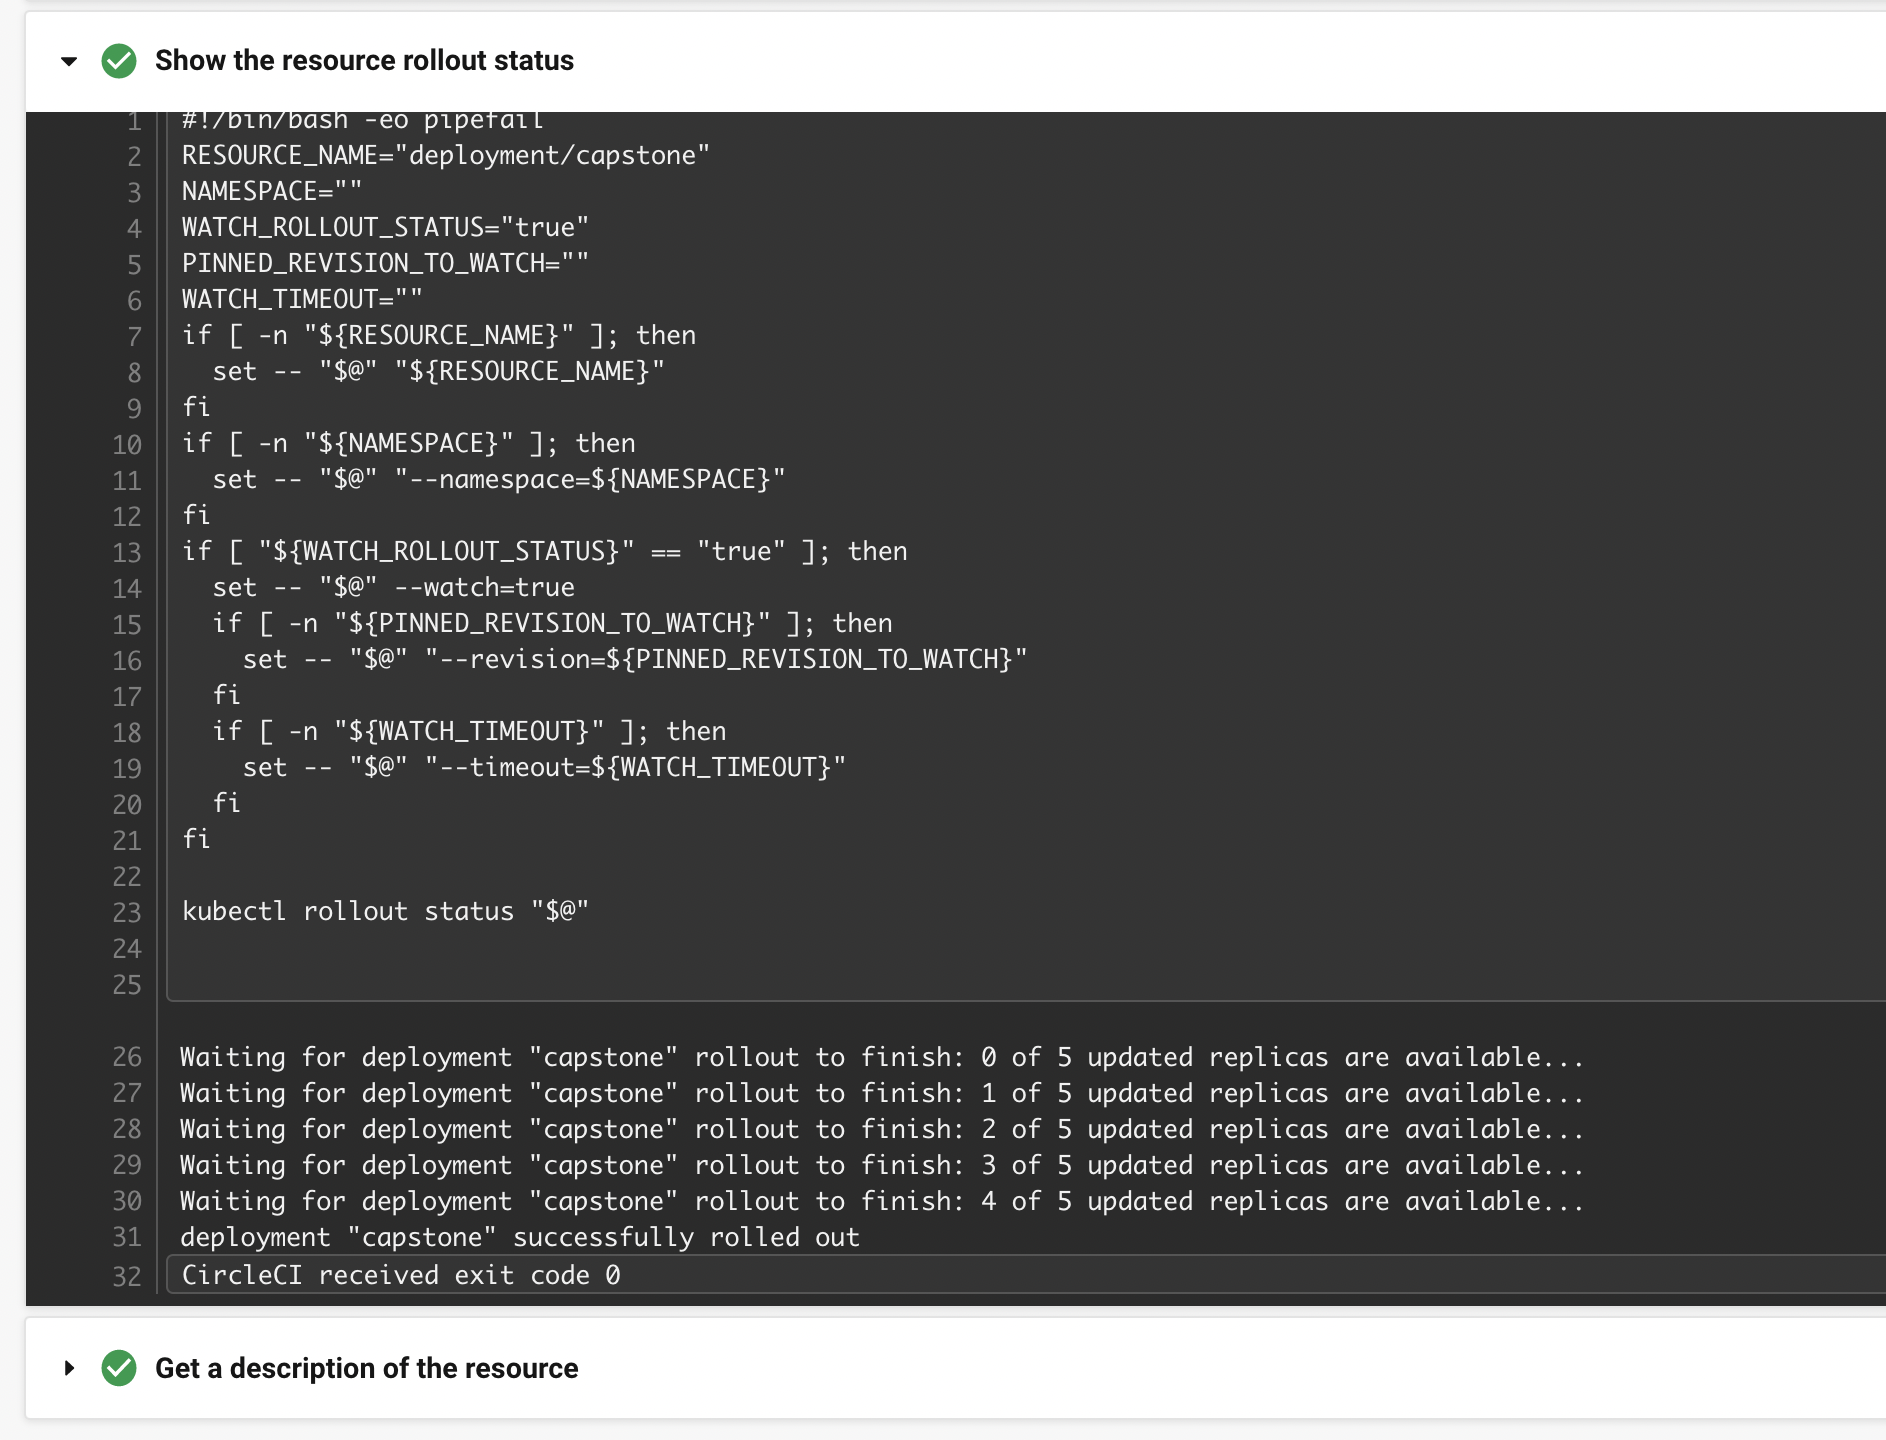 Show the resource rollout status
1 #!/bin/bash -eo pipefail
2 RESOURCE_NAME="deployment/capstone"
3 NAMESPACE=""
4 WATCH_ROLLOUT_STATUS="true"
5 PINNED_REVISION_TO_WATCH=""
6 WATCH_TIMEOUT=""
7 if [ -n "${RESOURCE_NAME}" ]; then
8   set -- "$@" "${RESOURCE_NAME}"
9 fi
10 if [ -n "${NAMESPACE}" ]; then
11   set -- "$@" "--namespace=${NAMESPACE}"
12 fi
13 if [ "${WATCH_ROLLOUT_STATUS}" == "true" ]; then
14   set -- "$@" --watch=true
15   if [ -n "${PINNED_REVISION_TO_WATCH}" ]; then
16     set -- "$@" "--revision=${PINNED_REVISION_TO_WATCH}"
17   fi
18   if [ -n "${WATCH_TIMEOUT}" ]; then
19     set -- "$@" "--timeout=${WATCH_TIMEOUT}"
20   fi
21 fi
22
23 kubectl rollout status "$@"
24
25
26 Waiting for deployment "capstone" rollout to finish: 0 of 5 updated replicas are available...
27 Waiting for deployment "capstone" rollout to finish: 1 of 5 updated replicas are available...
28 Waiting for deployment "capstone" rollout to finish: 2 of 5 updated replicas are available...
29 Waiting for deployment "capstone" rollout to finish: 3 of 5 updated replicas are available...
30 Waiting for deployment "capstone" rollout to finish: 4 of 5 updated replicas are available...
31 deployment "capstone" successfully rolled out
32 CircleCI received exit code 0
Get a description of the resource